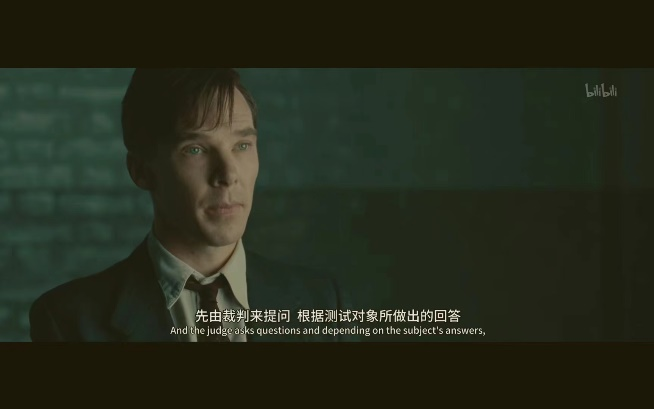 bilibili
先由裁判来提问 根据测试对象所做出的回答
And the judge asks questions and depending on the subject's answers,